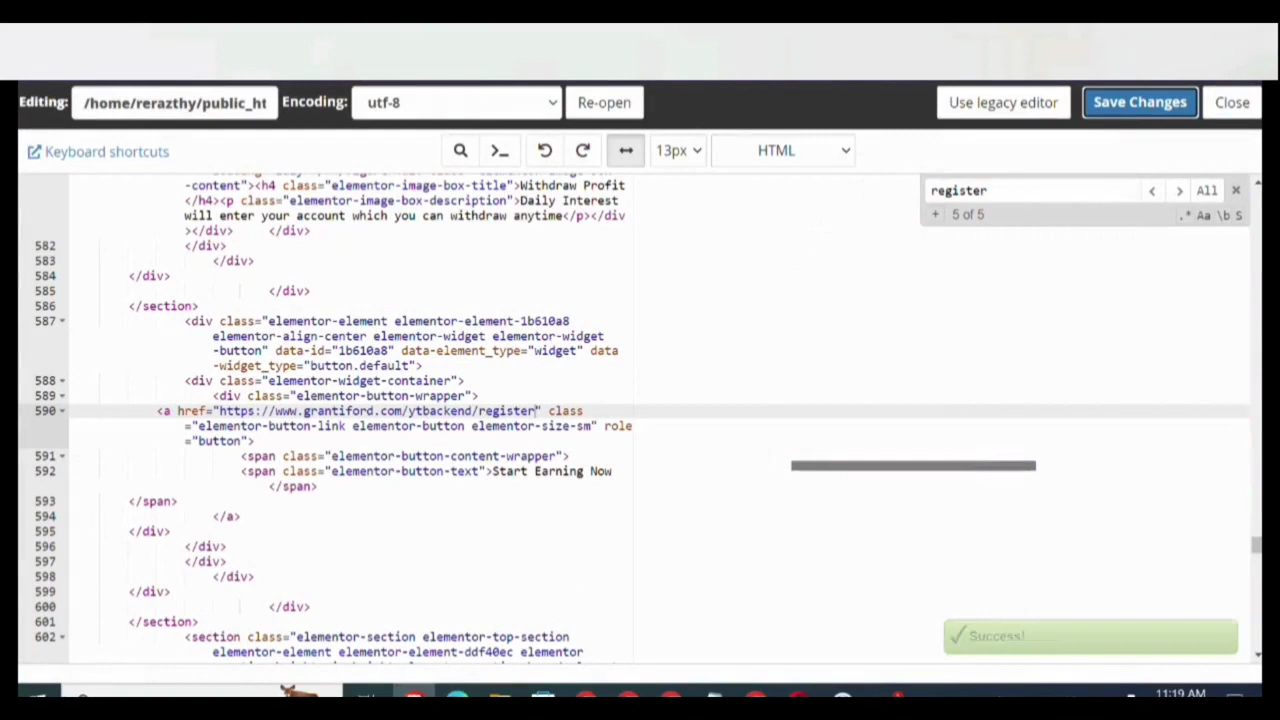 Editing: /home/rerazthy/public_ht Encoding: utf-8 Re-open Use legacy editor Save Changes Close
Keyboard shortcuts 13px HTML
-content"><h4 class="elementor-image-box-title">Withdraw Profit
</h4><p class="elementor-image-box-description">Daily Interest
will enter your account which you can withdraw anytime</p></div
></div> </div>
register All
+ 5 of 5 .* Aa \b S
582 </div>
583 </div>
584 </div>
585 </div>
586 </section>
587 <div class="elementor-element elementor-element-1b610a8
elementor-align-center elementor-widget elementor-widget
-button" data-id="1b610a8" data-element_type="widget" data
-widget_type="button.default">
588 <div class="elementor-widget-container">
589 <div class="elementor-button-wrapper">
590 <a href="https://www.grantiford.com/ytbackend/register" class
="elementor-button-link elementor-button elementor-size-sm" role
="button">
591 <span class="elementor-button-content-wrapper">
592 <span class="elementor-button-text">Start Earning Now
</span>
593 </span>
594 </a>
595 </div>
596 </div>
597 </div>
598 </div>
599 </div>
600 </div>
601 </section>
602 <section class="elementor-section elementor-top-section
elementor-element elementor-element-ddf40ec elementor
Success!
11:19 AM